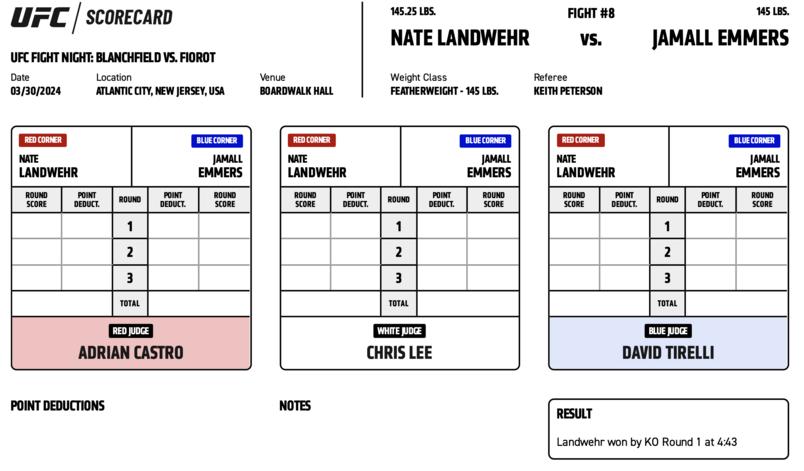 UFC SCORECARD
UFC FIGHT NIGHT: BLANCHFIELD VS. FIOROT
Date Location Venue
03/30/2024 ATLANTIC CITY, NEW JERSEY, USA BOARDWALK HALL
145.25 LBS. FIGHT #8 145 LBS.
NATE LANDWEHR VS. JAMALL EMMERS
Weight Class Referee
FEATHERWEIGHT - 145 LBS. KEITH PETERSON
RED CORNER BLUE CORNER
NATE JAMALL
LANDWEHR EMMERS
ROUND SCORE POINT DEDUCT. ROUND POINT DEDUCT. ROUND SCORE
1
2
3
TOTAL
RED JUDGE
ADRIAN CASTRO
RED CORNER BLUE CORNER
NATE JAMALL
LANDWEHR EMMERS
ROUND SCORE POINT DEDUCT. ROUND POINT DEDUCT. ROUND SCORE
1
2
3
TOTAL
WHITE JUDGE
CHRIS LEE
RED CORNER BLUE CORNER
NATE JAMALL
LANDWEHR EMMERS
ROUND SCORE POINT DEDUCT. ROUND POINT DEDUCT. ROUND SCORE
1
2
3
TOTAL
BLUE JUDGE
DAVID TIRELLI
POINT DEDUCTIONS
NOTES
RESULT
Landwehr won by KO Round 1 at 4:43